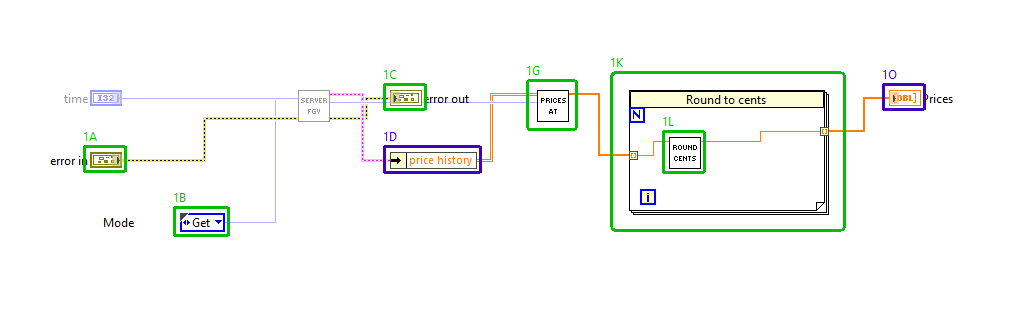 1K
1C
1G
1O
time
I32
SERVER
FGV
error out
PRICES
AT
Round to cents
DBL
Prices
N
1A
1D
1L
error in
price history
ROUND
CENTS
1B
i
Mode
Get